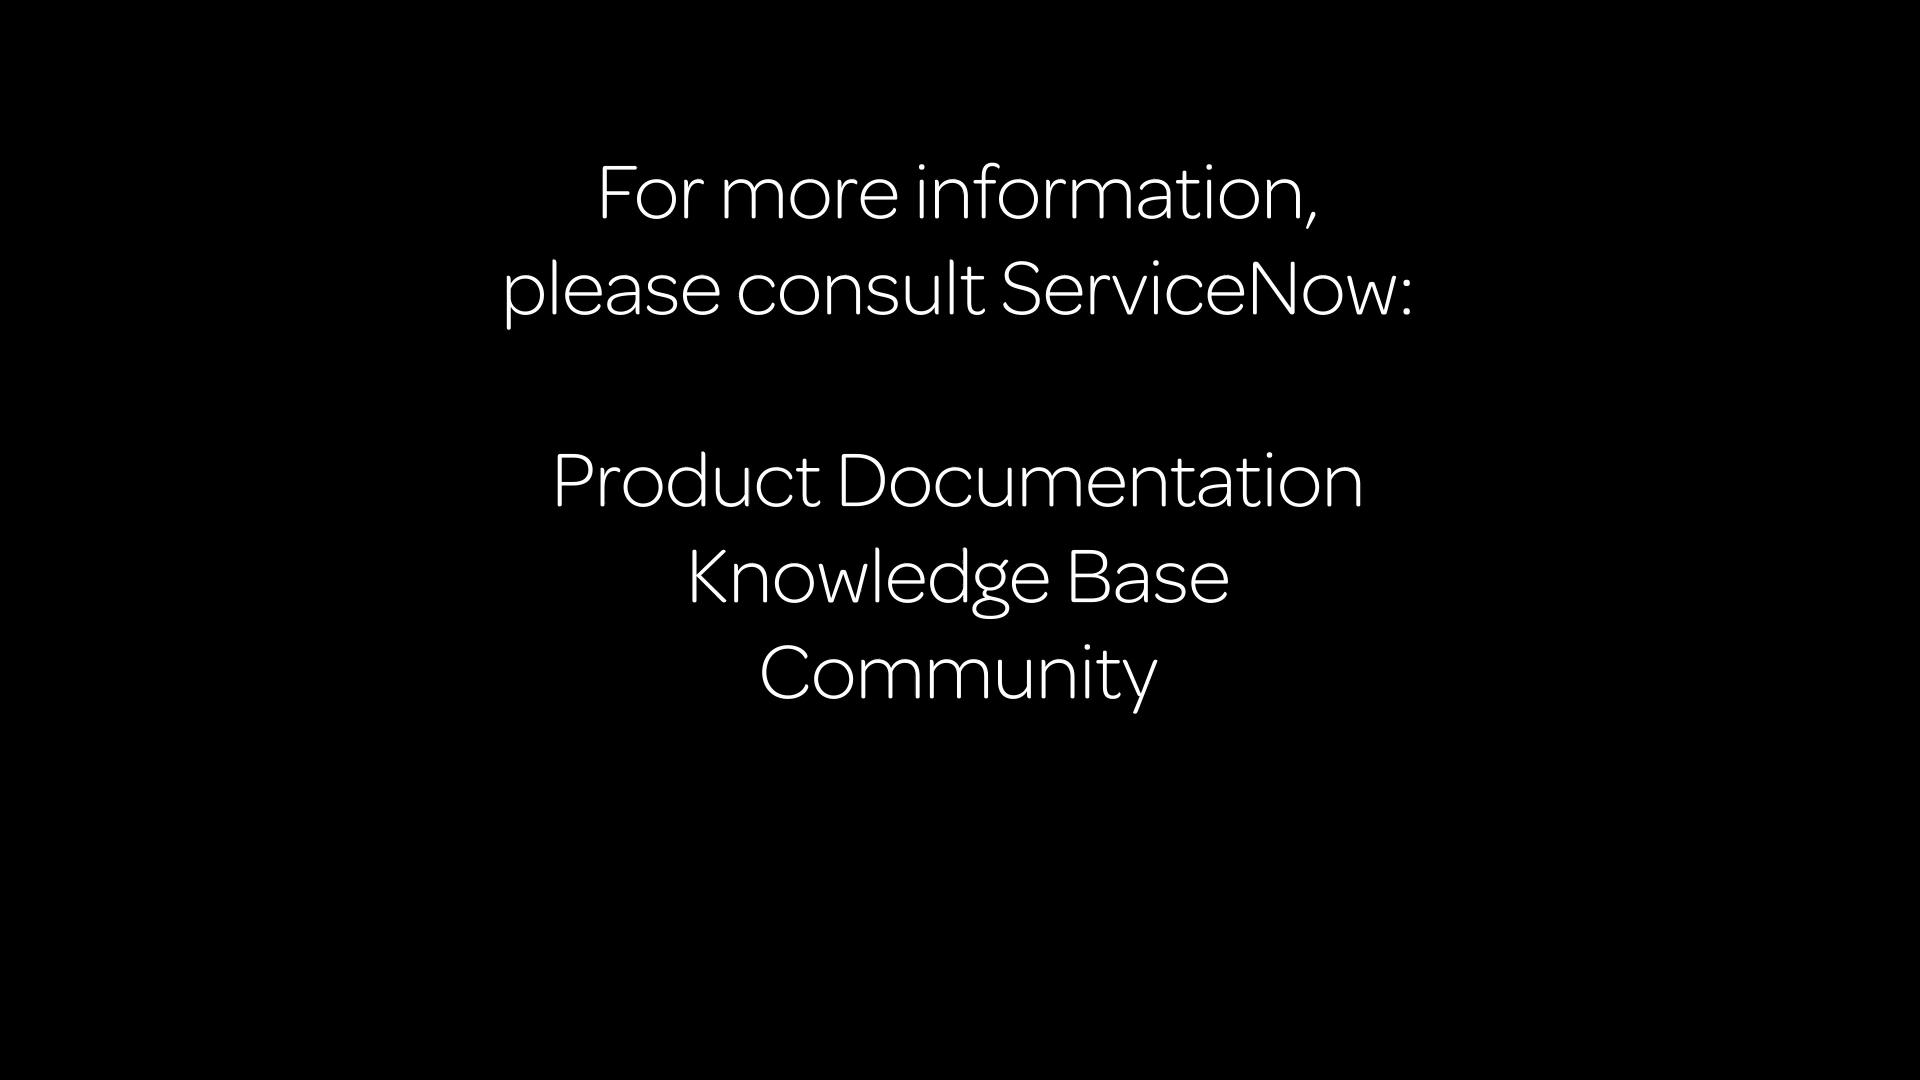 For more information,
please consult ServiceNow:
Product Documentation
Knowledge Base
Community